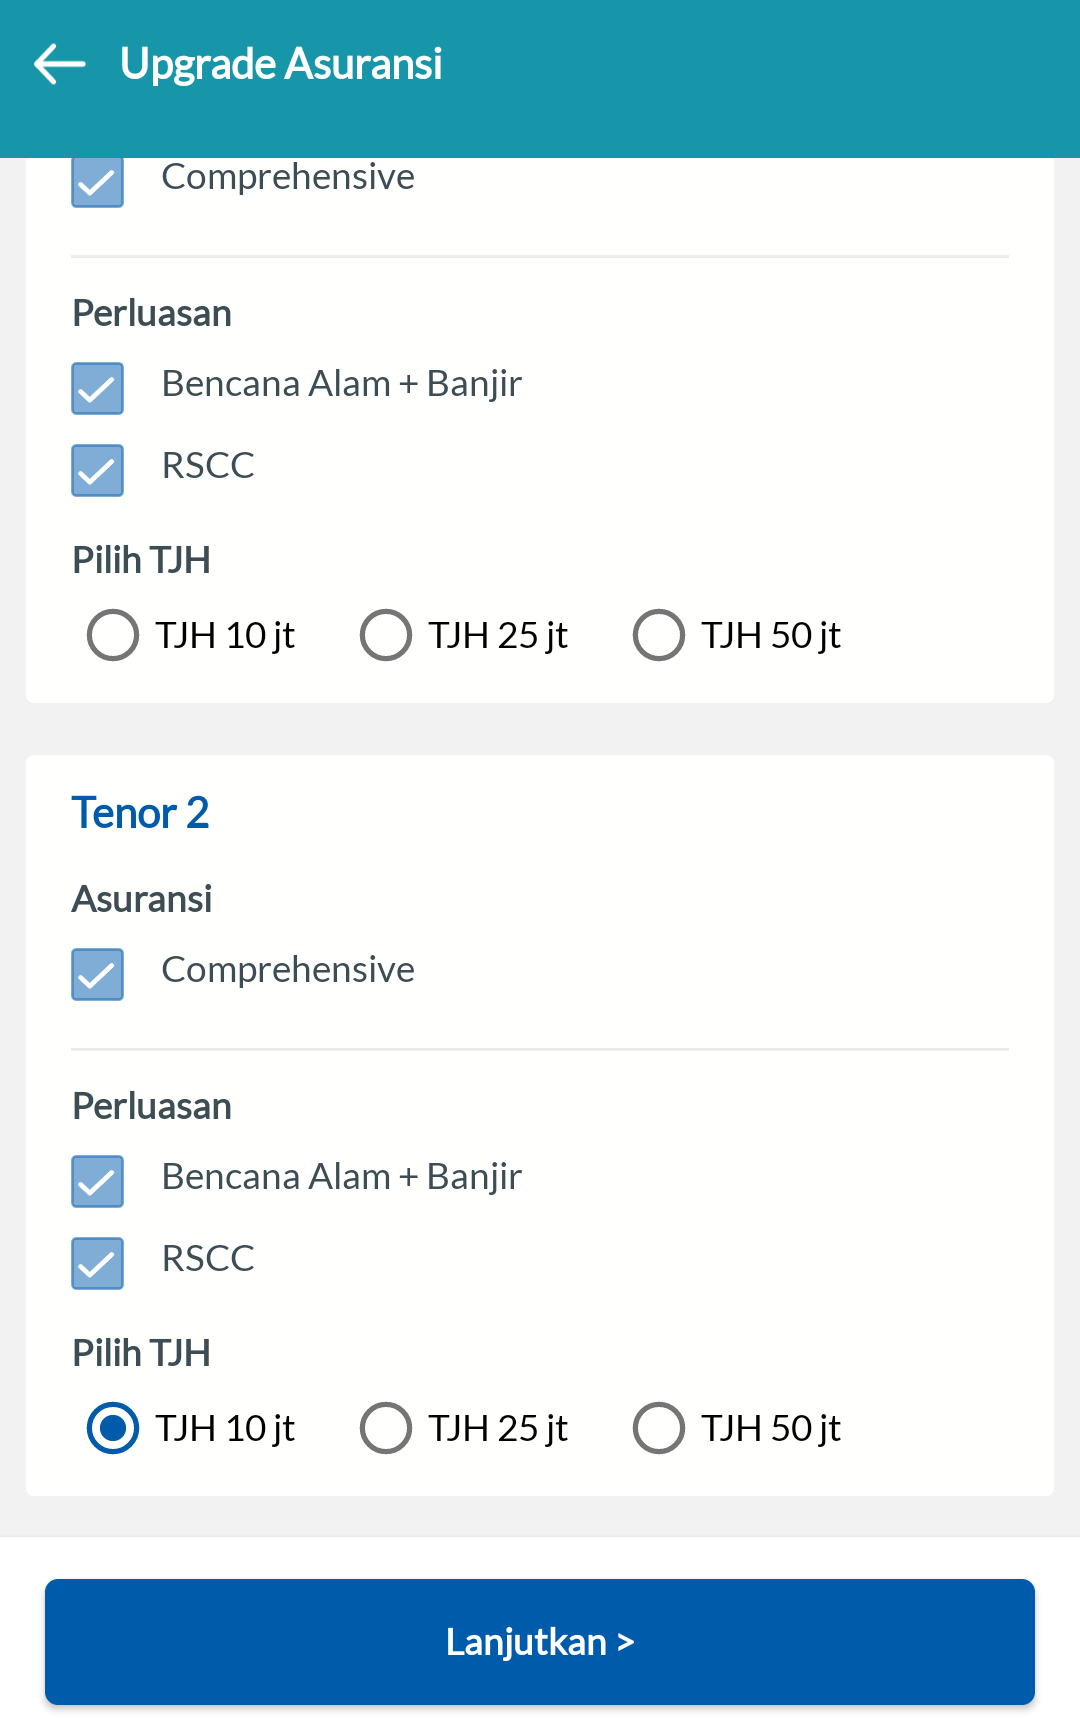 Upgrade Asuransi
Comprehensive
Perluasan
Bencana Alam + Banjir
RSCC
Pilih TJH
TJH 10 jt TJH 25 jt TJH 50 jt
Tenor 2
Asuransi
Comprehensive
Perluasan
Bencana Alam + Banjir
RSCC
Pilih TJH
TJH 10 jt TJH 25 jt TJH 50 jt
Lanjutkan >